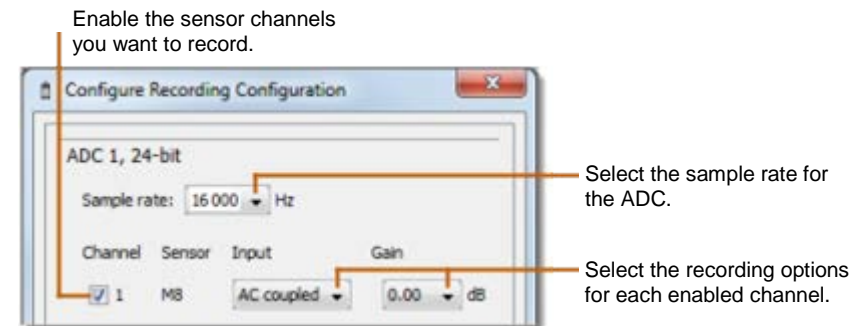 Enable the sensor channels
you want to record.
Configure Recording Configuration
ADC 1, 24-bit
Sample rate: 16 000 Hz
Select the sample rate for
the ADC.
Channel Sensor Input Gain
1 M8 AC coupled 0.00 dB
Select the recording options
for each enabled channel.